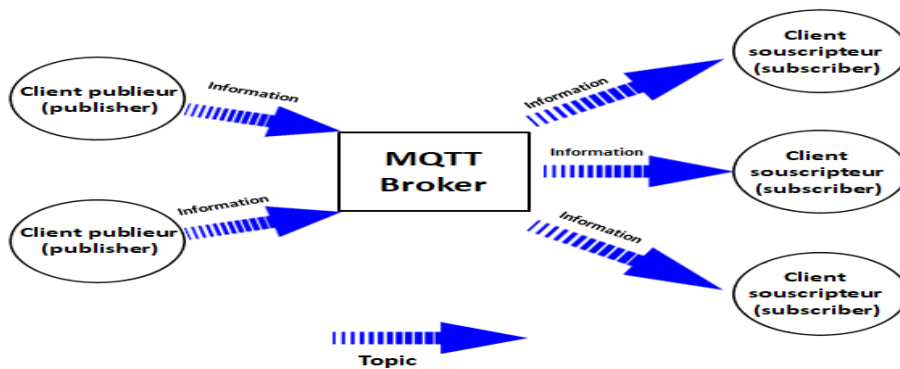 Client publieur
(publisher)
Information
Client publieur
(publisher)
Information
MQTT
Broker
Information
Client
souscripteur
(subscriber)
Information
Client
souscripteur
(subscriber)
Information
Client
souscripteur
(subscriber)
Topic